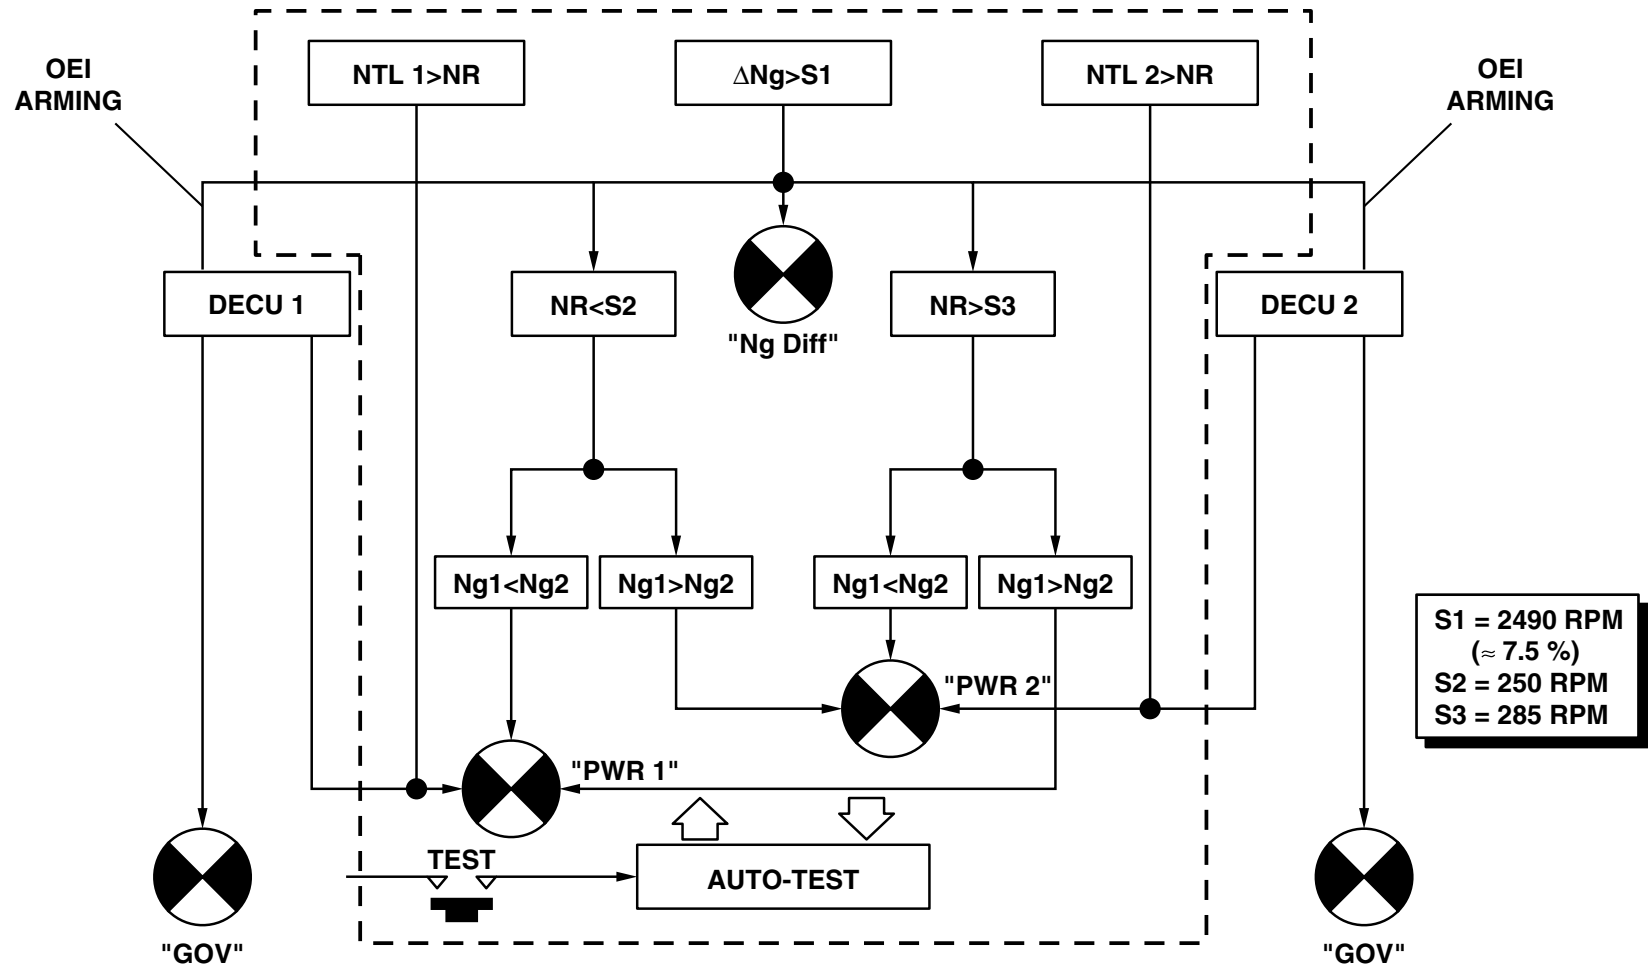 OEI
ARMING
NTL 1>NR
ΔNg>S1
NTL 2>NR
OEI
ARMING
DECU 1
NR<S2
"Ng Diff"
NR>S3
DECU 2
Ng1<Ng2
Ng1>Ng2
Ng1<Ng2
Ng1>Ng2
S1 = 2490 RPM
(≈ 7.5 %)
S2 = 250 RPM
S3 = 285 RPM
"PWR 2"
"PWR 1"
TEST
AUTO-TEST
"GOV"
"GOV"